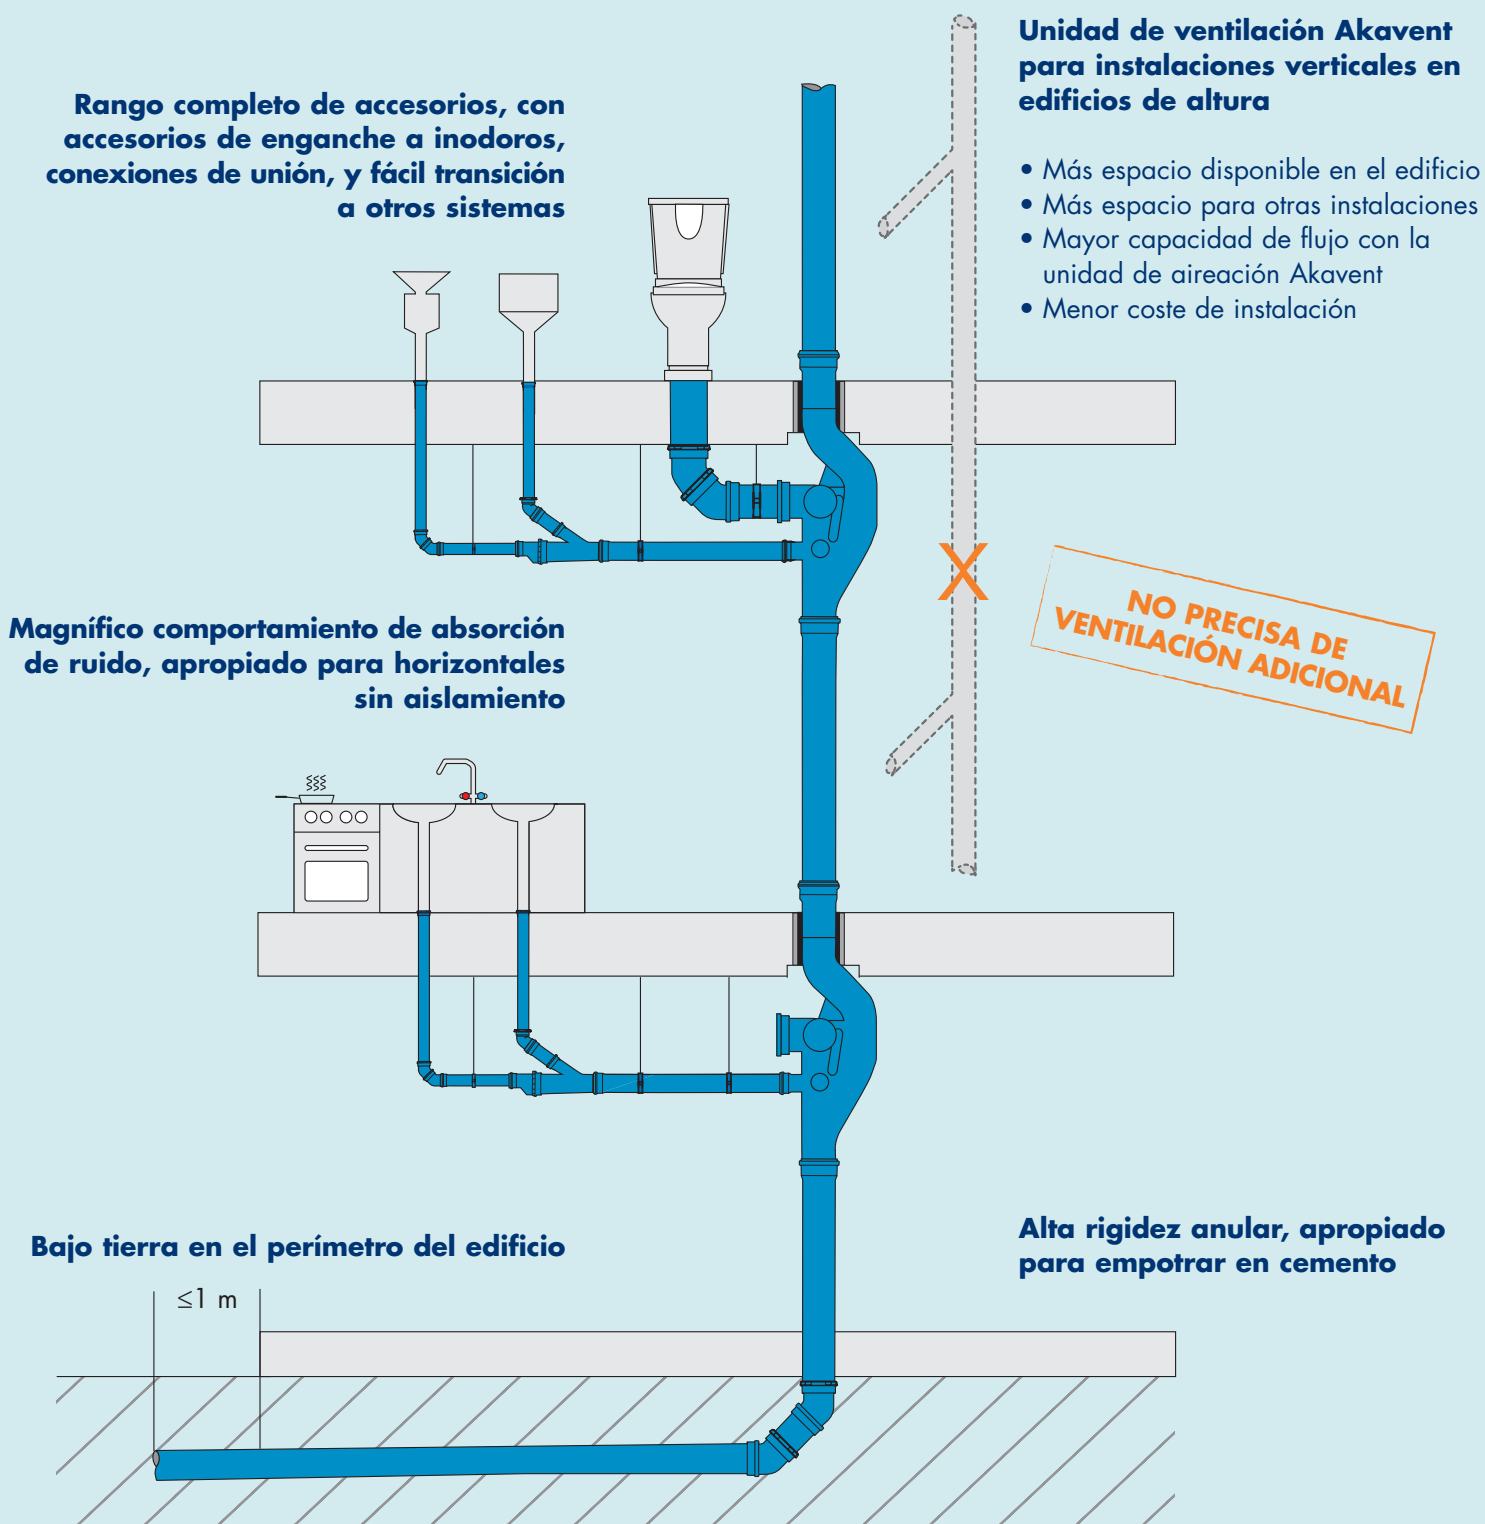 Unidad de ventilación Akavent
para instalaciones verticales en
edificios de altura
• Más espacio disponible en el edificio
• Más espacio para otras instalaciones
• Mayor capacidad de flujo con la
unidad de aireación Akavent
• Menor coste de instalación
Rango completo de accesorios, con
accesorios de enganche a inodoros,
conexiones de unión, y fácil transición
a otros sistemas
X
NO PRECISA DE
VENTILACIÓN ADICIONAL
Magnífico comportamiento de absorción
de ruido, apropiado para horizontales
sin aislamiento
Alta rigidez anular, apropiado
para empotrar en cemento
Bajo tierra en el perímetro del edificio
≤1 m